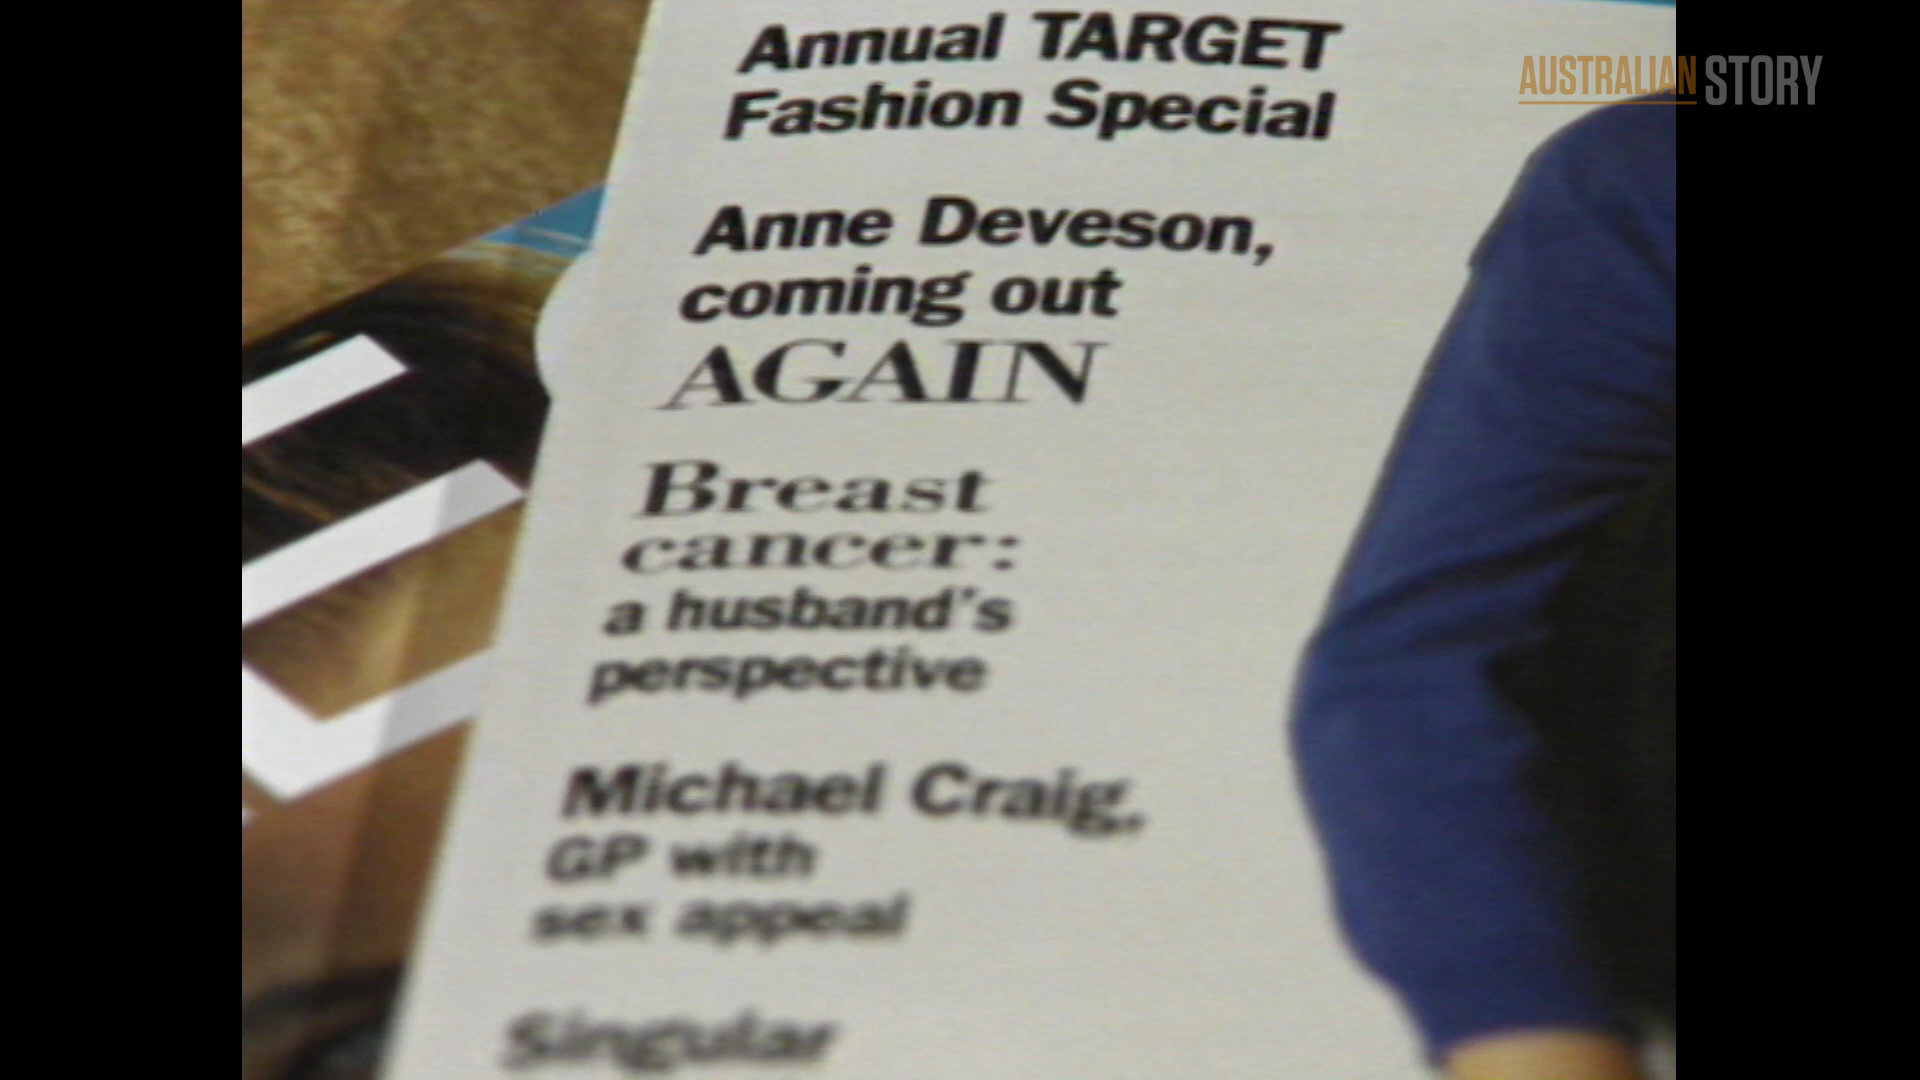 AUSTRALIAN STORY
Annual TARGET
Fashion Special
Anne Deveson,
coming out
AGAIN
Breast
cancer:
a husband's
perspective
Michael Craig,
GP with
sex appeal
Singular